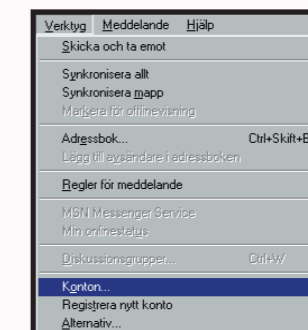 Verktyg Meddelande Hjälp
Skicka och ta emot
Synkronisera allt
Synkronisera mapp
Markera för offlinevisning
Adressbok... Ctrl+Skift+B
Lägg till avsändare i adressboken
Regler för meddelande
MSN Messenger Service
Min onlinestatus
Diskussionsgrupper... Ctrl+W
Konton...
Registrera nytt konto
Alternativ...